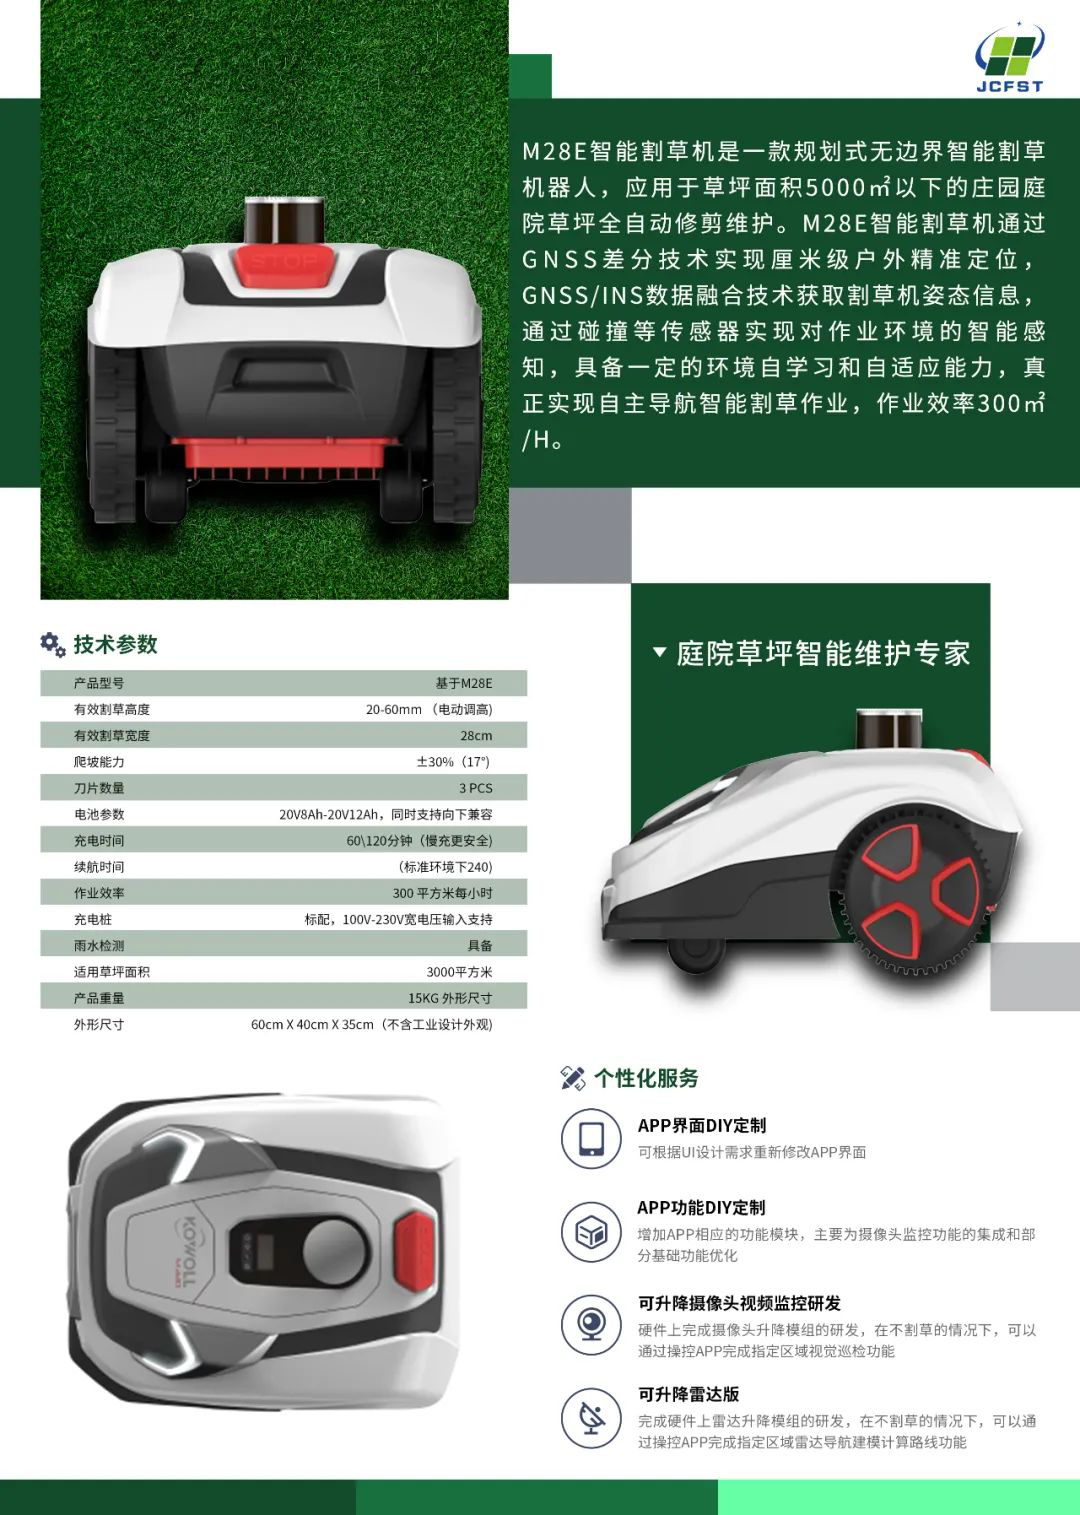 JCFST
M28E智能割草机是一款规划式无边界智能割草
机器人，应用于草坪面积5000㎡以下的庄园庭
院草坪全自动修剪维护。M28E智能割草机通过
GNSS差分技术实现厘米级户外精准定位，
GNSS/INS数据融合技术获取割草机姿态信息，
通过碰撞等传感器实现对作业环境的智能感
知，具备一定的环境自学习和自适应能力，真
正实现自主导航智能割草作业，作业效率300㎡
/H。
STOP
技术参数
产品型号 基于M28E
有效割草高度 20-60mm （电动调高)
有效割草宽度 28cm
爬坡能力 ±30%（17°)
刀片数量 3 PCS
电池参数 20V8Ah-20V12Ah，同时支持向下兼容
充电时间 60\120分钟（慢充更安全)
续航时间 （标准环境下240)
作业效率 300 平方米每小时
充电桩 标配，100V-230V宽电压输入支持
雨水检测 具备
适用草坪面积 3000平方米
产品重量 15KG 外形尺寸
外形尺寸 60cm X 40cm X 35cm（不含工业设计外观)
庭院草坪智能维护专家
KOWOLL
个性化服务
APP界面DIY定制
可根据UI设计需求重新修改APP界面
APP功能DIY定制
增加APP相应的功能模块，主要为摄像头监控功能的集成和部
分基础功能优化
可升降摄像头视频监控研发
硬件上完成摄像头升降模组的研发，在不割草的情况下，可以
通过操控APP完成指定区域视觉巡检功能
可升降雷达版
完成硬件上雷达升降模组的研发，在不割草的情况下，可以通
过操控APP完成指定区域雷达导航建模计算路线功能